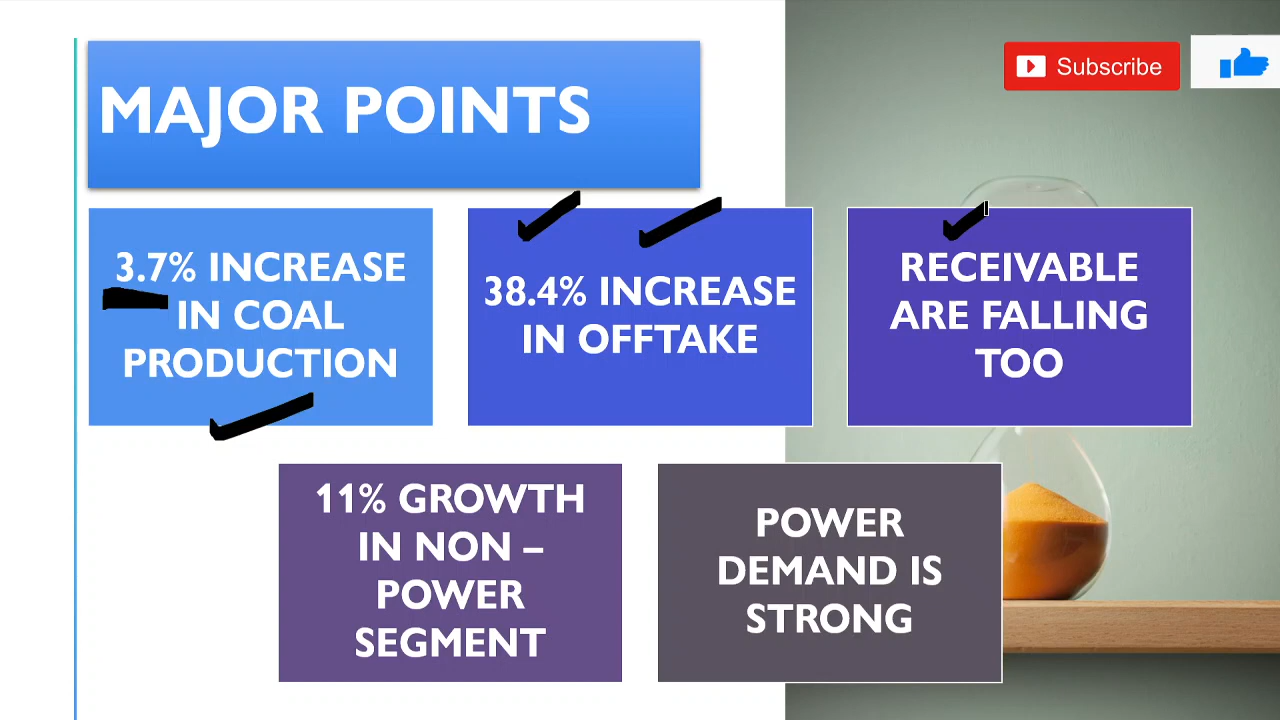 MAJOR POINTS
Subscribe
3.7% INCREASE
IN COAL
PRODUCTION
38.4% INCREASE
IN OFFTAKE
RECEIVABLE
ARE FALLING
TOO
11% GROWTH
IN NON –
POWER
SEGMENT
POWER
DEMAND IS
STRONG